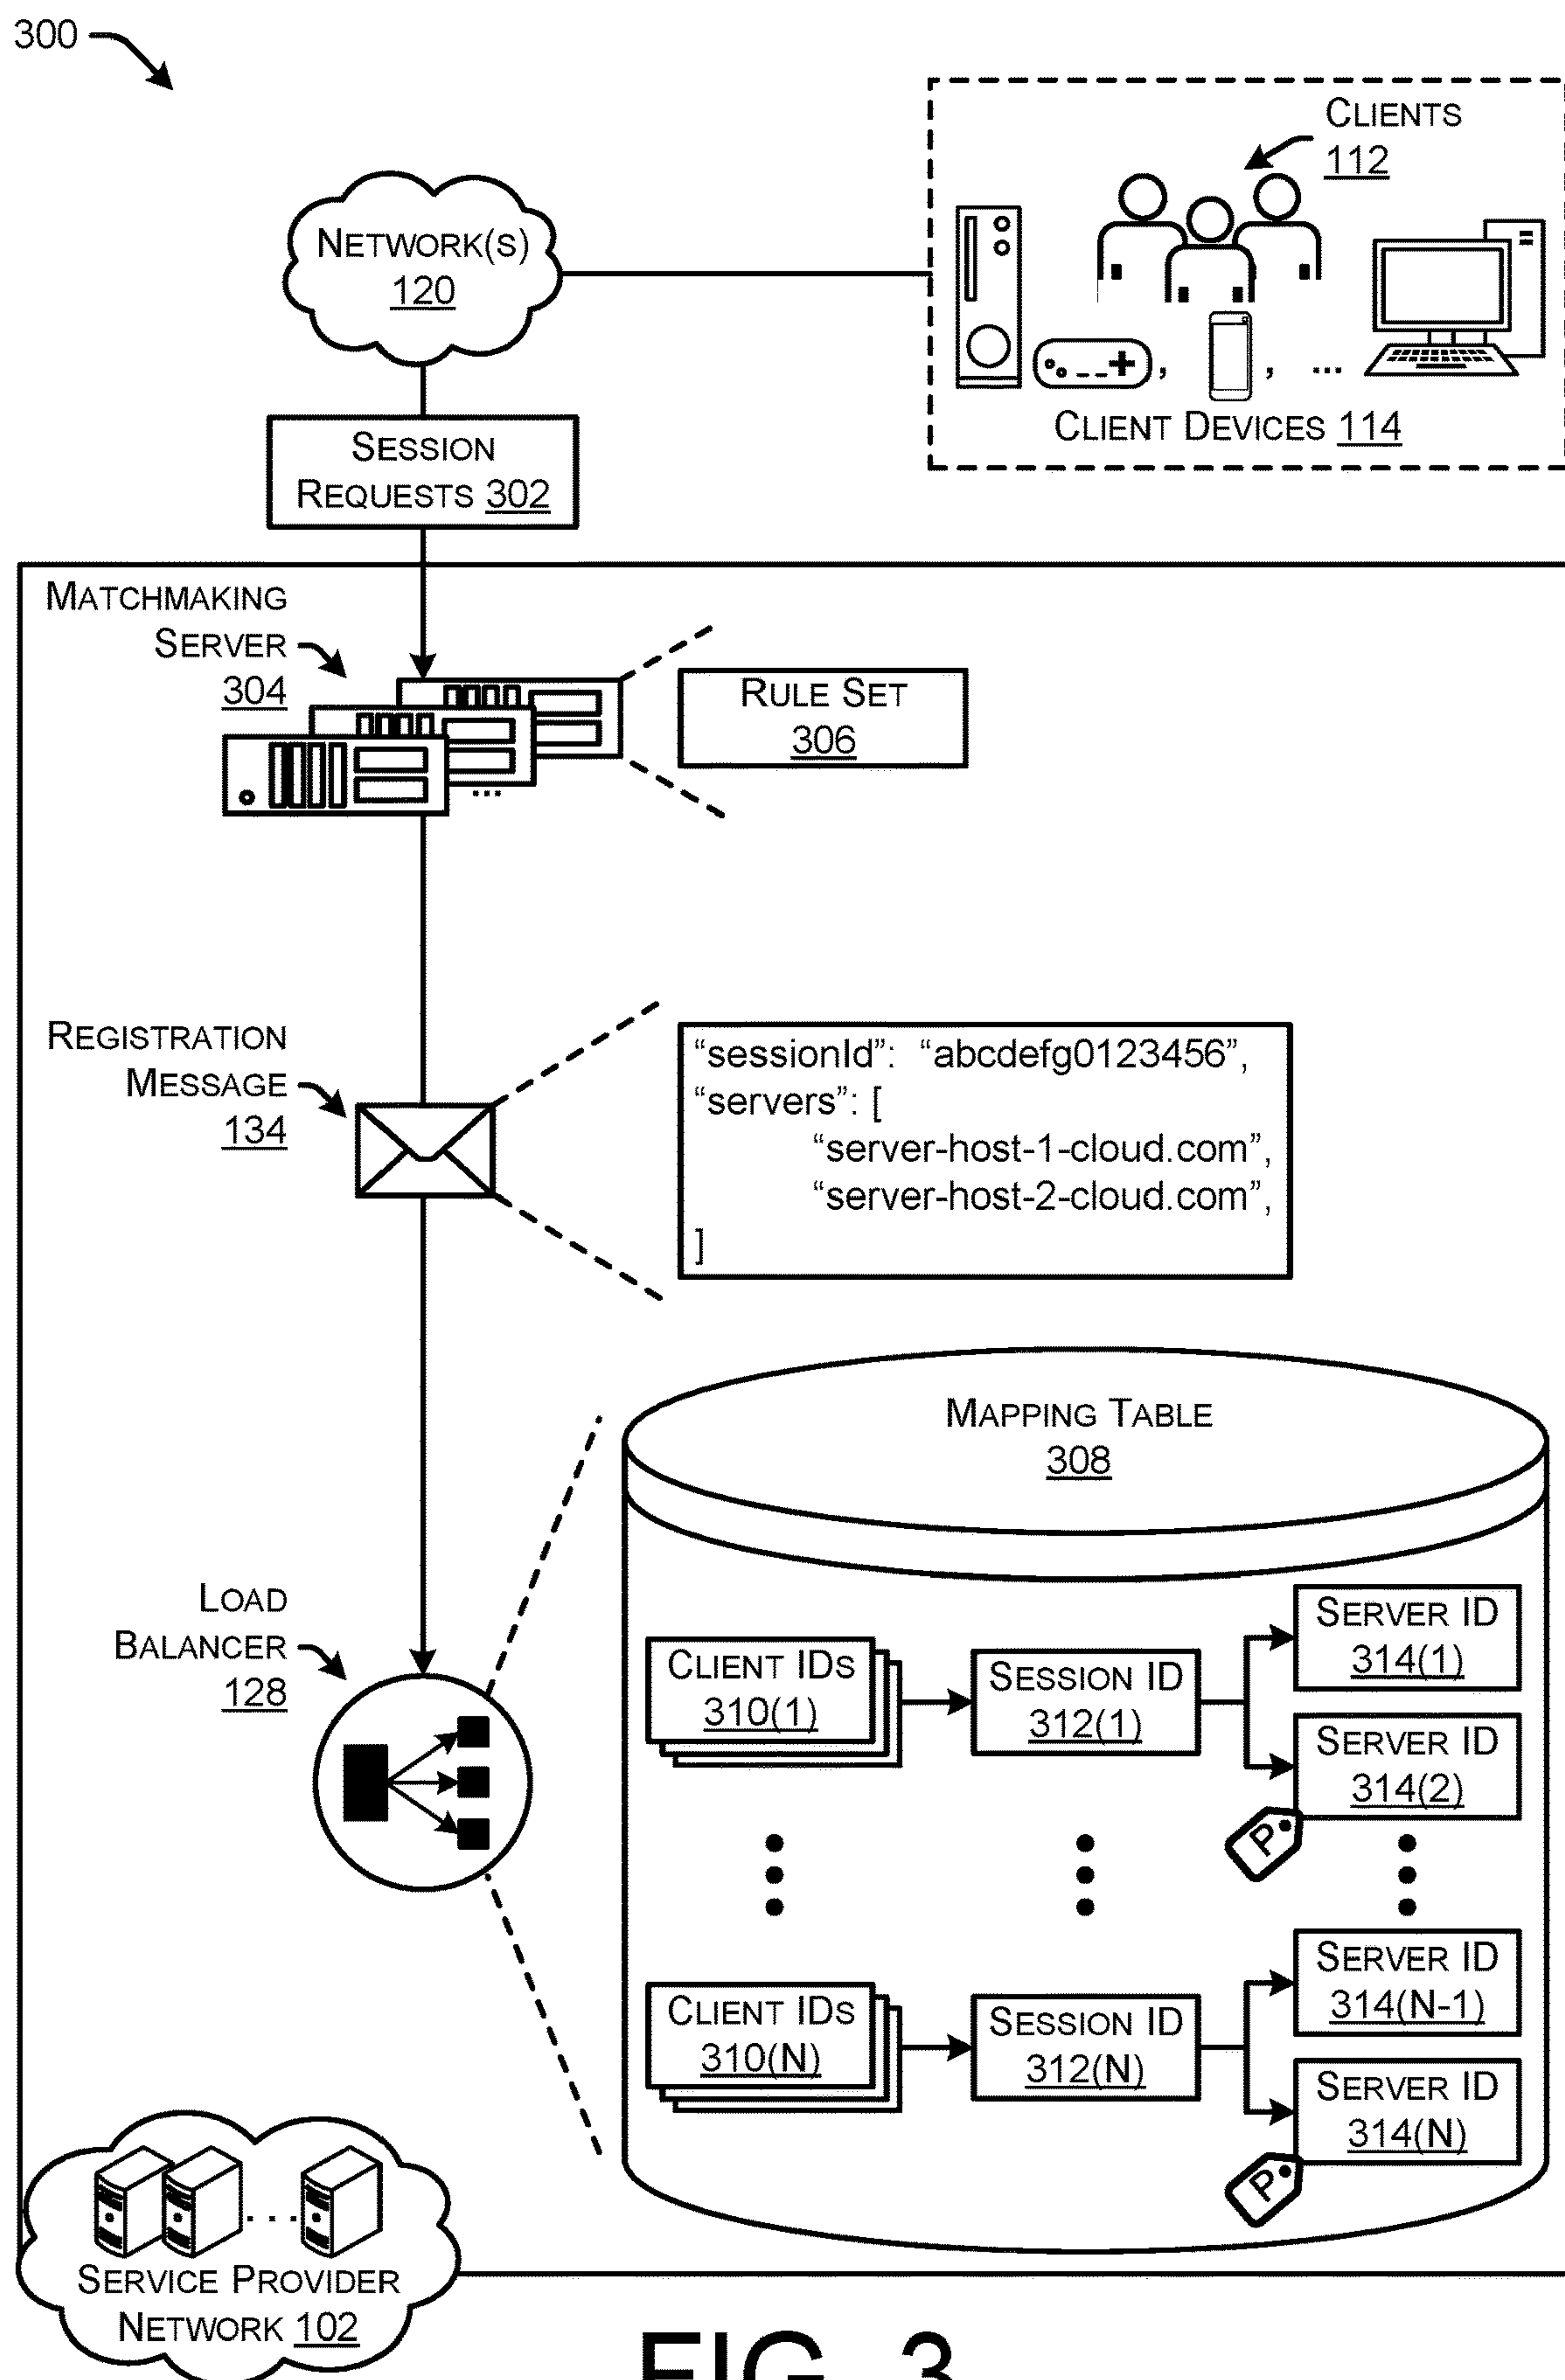 300
CLIENTS
112
NETWORK(S)
120
CLIENT DEVICES 114
, , ...
SESSION
REQUESTS 302
MATCHMAKING
SERVER
304
RULE SET
306
...
REGISTRATION
MESSAGE
134
“sessionId”: “abcdefg0123456”,
“servers”: [
“server-host-1-cloud.com”,
“server-host-2-cloud.com”,
]
MAPPING TABLE
308
LOAD
BALANCER
128
CLIENT IDS
310(1)
SESSION ID
312(1)
SERVER ID
314(1)
SERVER ID
314(2)
P
CLIENT IDS
310(N)
SESSION ID
312(N)
SERVER ID
314(N-1)
SERVER ID
314(N)
P
...
SERVICE PROVIDER
NETWORK 102
FIG. 3